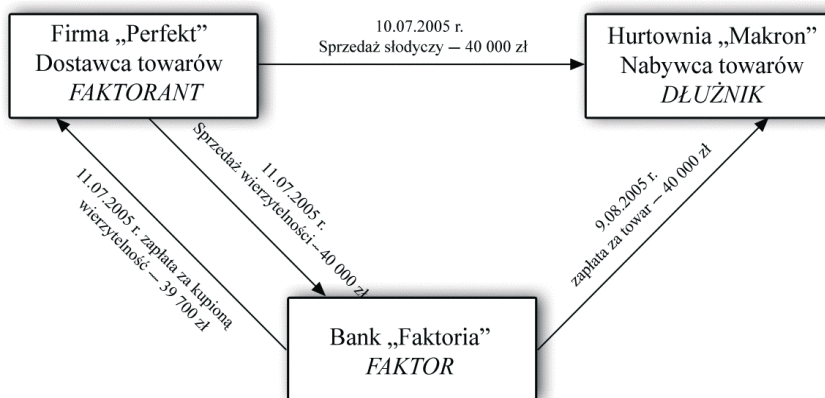 Firma „Perfekt”
Dostawca towarów
FAKTORANT
10.07.2005 r.
Sprzedaż słodyczy – 40 000 zł
Hurtownia „Makron”
Nabywca towarów
DŁUŻNIK
11.07.2005 r.
Sprzedaż wierzytelności – 40 000 zł
11.07.2005 r. zapłata za kupioną
wierzytelność – 39 700 zł
9.08.2005 r.
zapłata za towar – 40 000 zł
Bank „Faktoria”
FAKTOR